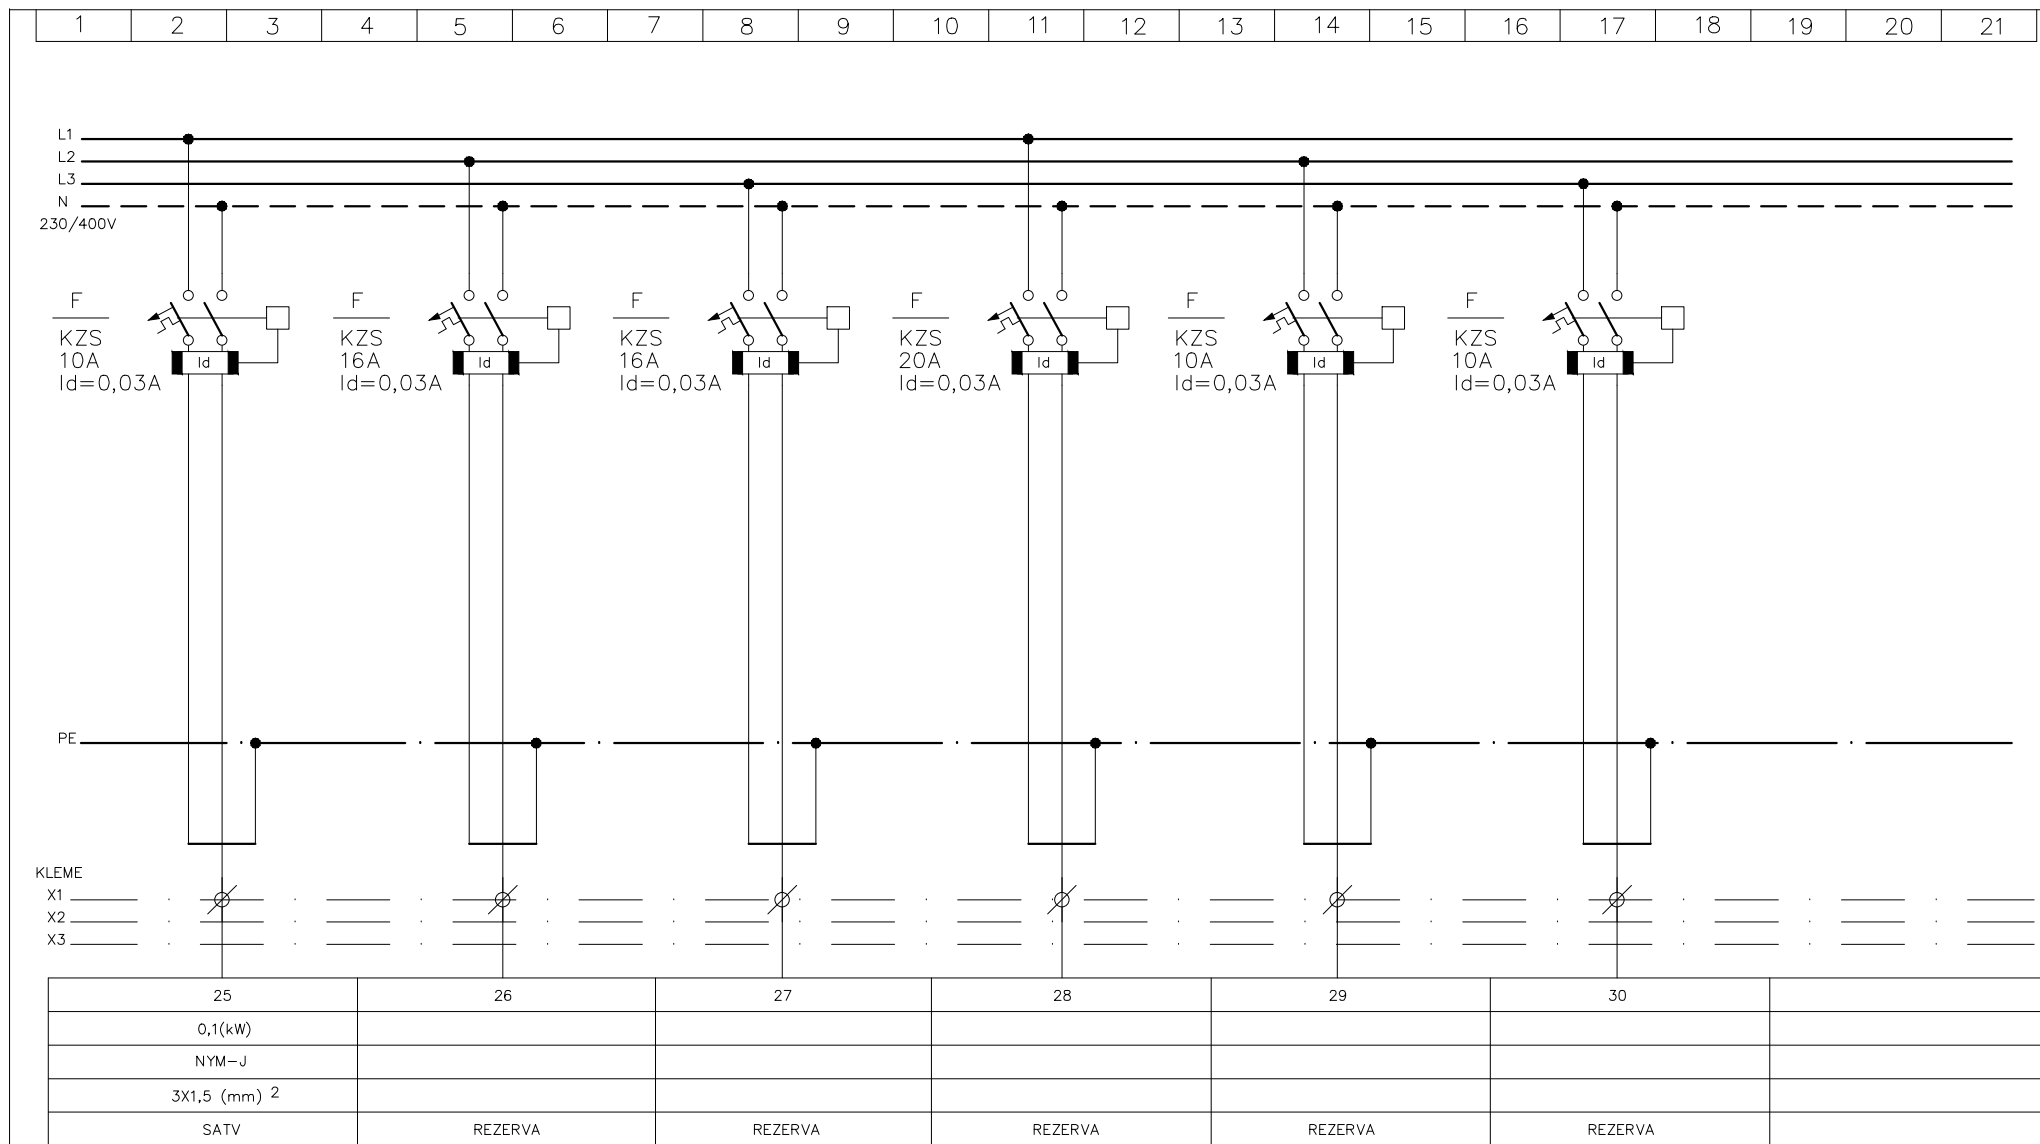 1 2 3 4 5 6 7 8 9 10 11 12 13 14 15 16 17 18 19 20 21
L1
L2
L3
N
230/400V
F F F F F F
KZS KZS KZS KZS KZS KZS
10A 16A 16A 20A 10A 10A
Id Id Id Id Id Id
Id=0,03A Id=0,03A Id=0,03A Id=0,03A Id=0,03A Id=0,03A
PE
KLEME
X1
X2
X3
25 26 27 28 29 30
0,1(kW)
NYM-J
3X1,5 (mm) 2
SATV REZERVA REZERVA REZERVA REZERVA REZERVA